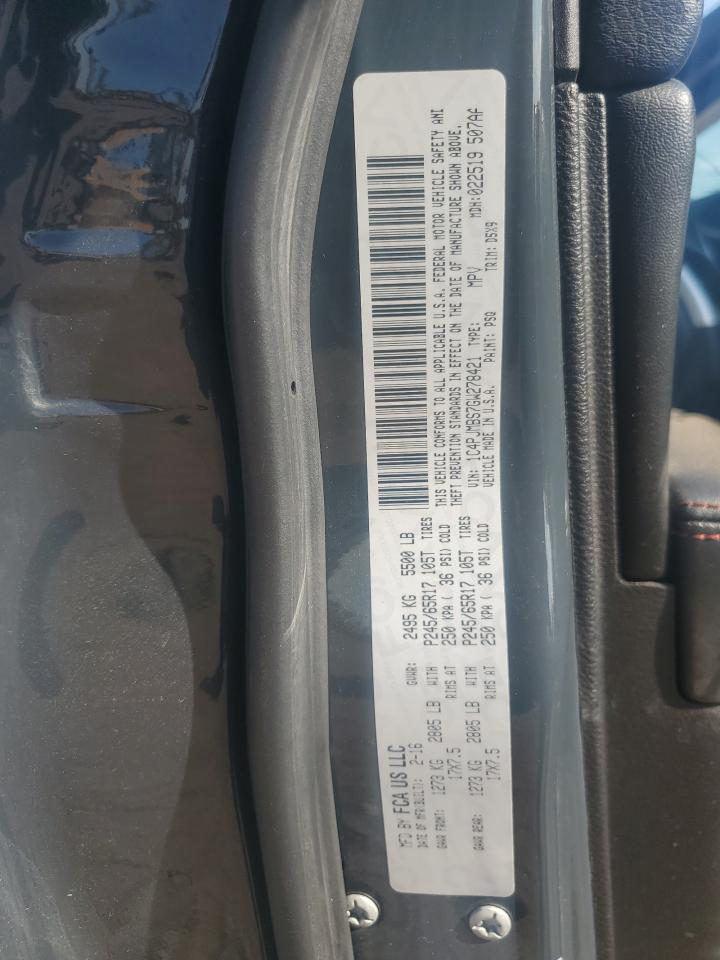 MFD BY FCA US LLC
DATE OF MFR(BUILT): 2-16 GVWR: 2495 KG 5500 LB
GAWR FRONT: 1273 KG 2805 LB WITH P245/65R17 105T TIRES
17X7.5 RIMS AT 250 KPA ( 36 PSI) COLD
GAWR REAR: 1273 KG 2805 LB WITH P245/65R17 105T TIRES
17X7.5 RIMS AT 250 KPA ( 36 PSI) COLD
THIS VEHICLE CONFORMS TO ALL APPLICABLE U.S.A. FEDERAL MOTOR VEHICLE SAFETY AND
THEFT PREVENTION STANDARDS IN EFFECT ON THE DATE OF MANUFACTURE SHOWN ABOVE.
VIN: 1C4PJMBS7GW278421 TYPE: MPV MDH:022519 507AF
VEHICLE MADE IN U.S.A. PAINT: PSQ TRIM: D5X9